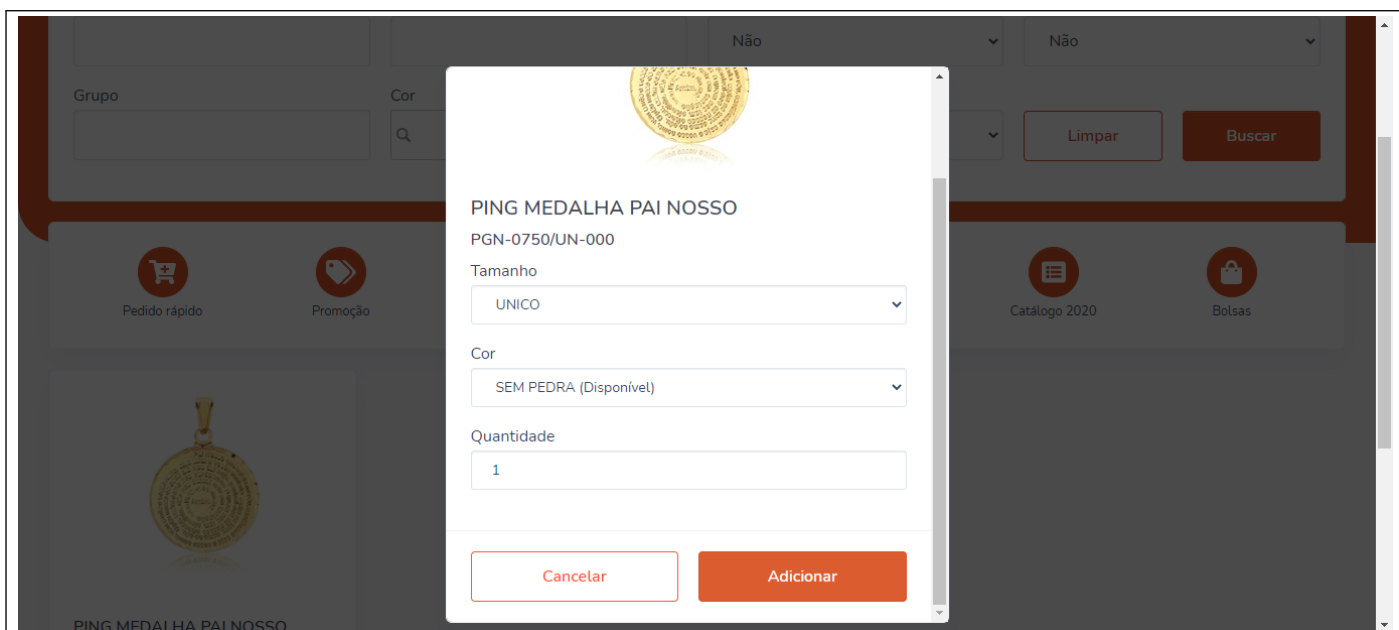 Não
Não
Grupo
Cor
Limpar
Buscar
PING MEDALHA PAI NOSSO
PGN-0750/UN-000
Tamanho
UNICO
Cor
SEM PEDRA (Disponível)
Quantidade
1
Cancelar
Adicionar
Pedido rápido
Promoção
Catálogo 2020
Bolsas
PING MEDALHA PAI NOSSO